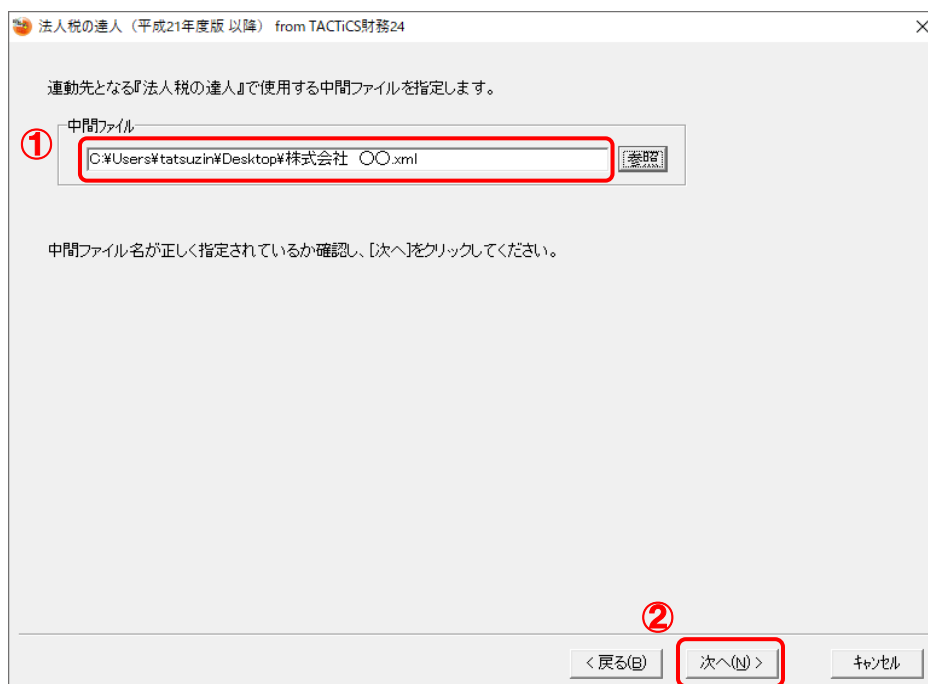 法人税の達人（平成21年度版 以降） from TACTiCS財務24
連動先となる『法人税の達人』で使用する中間ファイルを指定します。
中間ファイル
①
C:¥Users¥tatsuzin¥Desktop¥株式会社　〇〇.xml
参照
中間ファイル名が正しく指定されているか確認し、[次へ]をクリックしてください。
②
< 戻る(B)
次へ(N) >
キャンセル